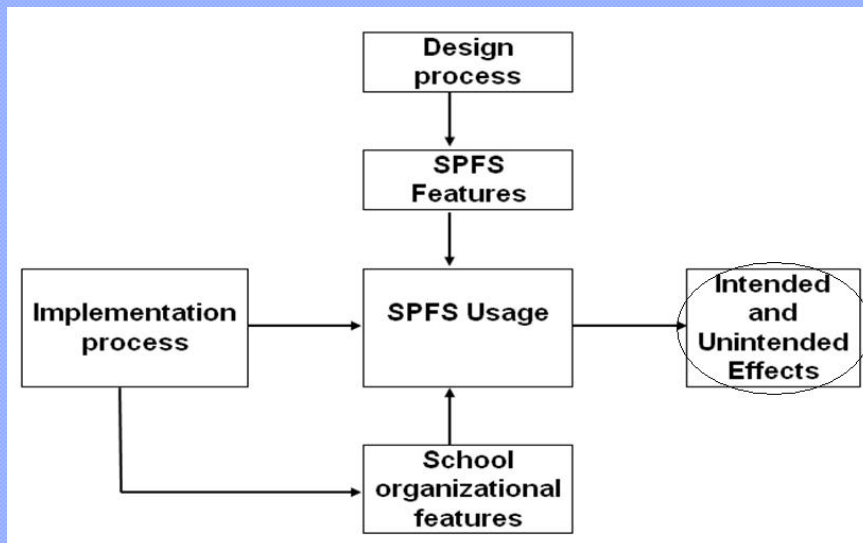 Design
process
SPFS
Features
Implementation
process
SPFS Usage
Intended
and
Unintended
Effects
School
organizational
features